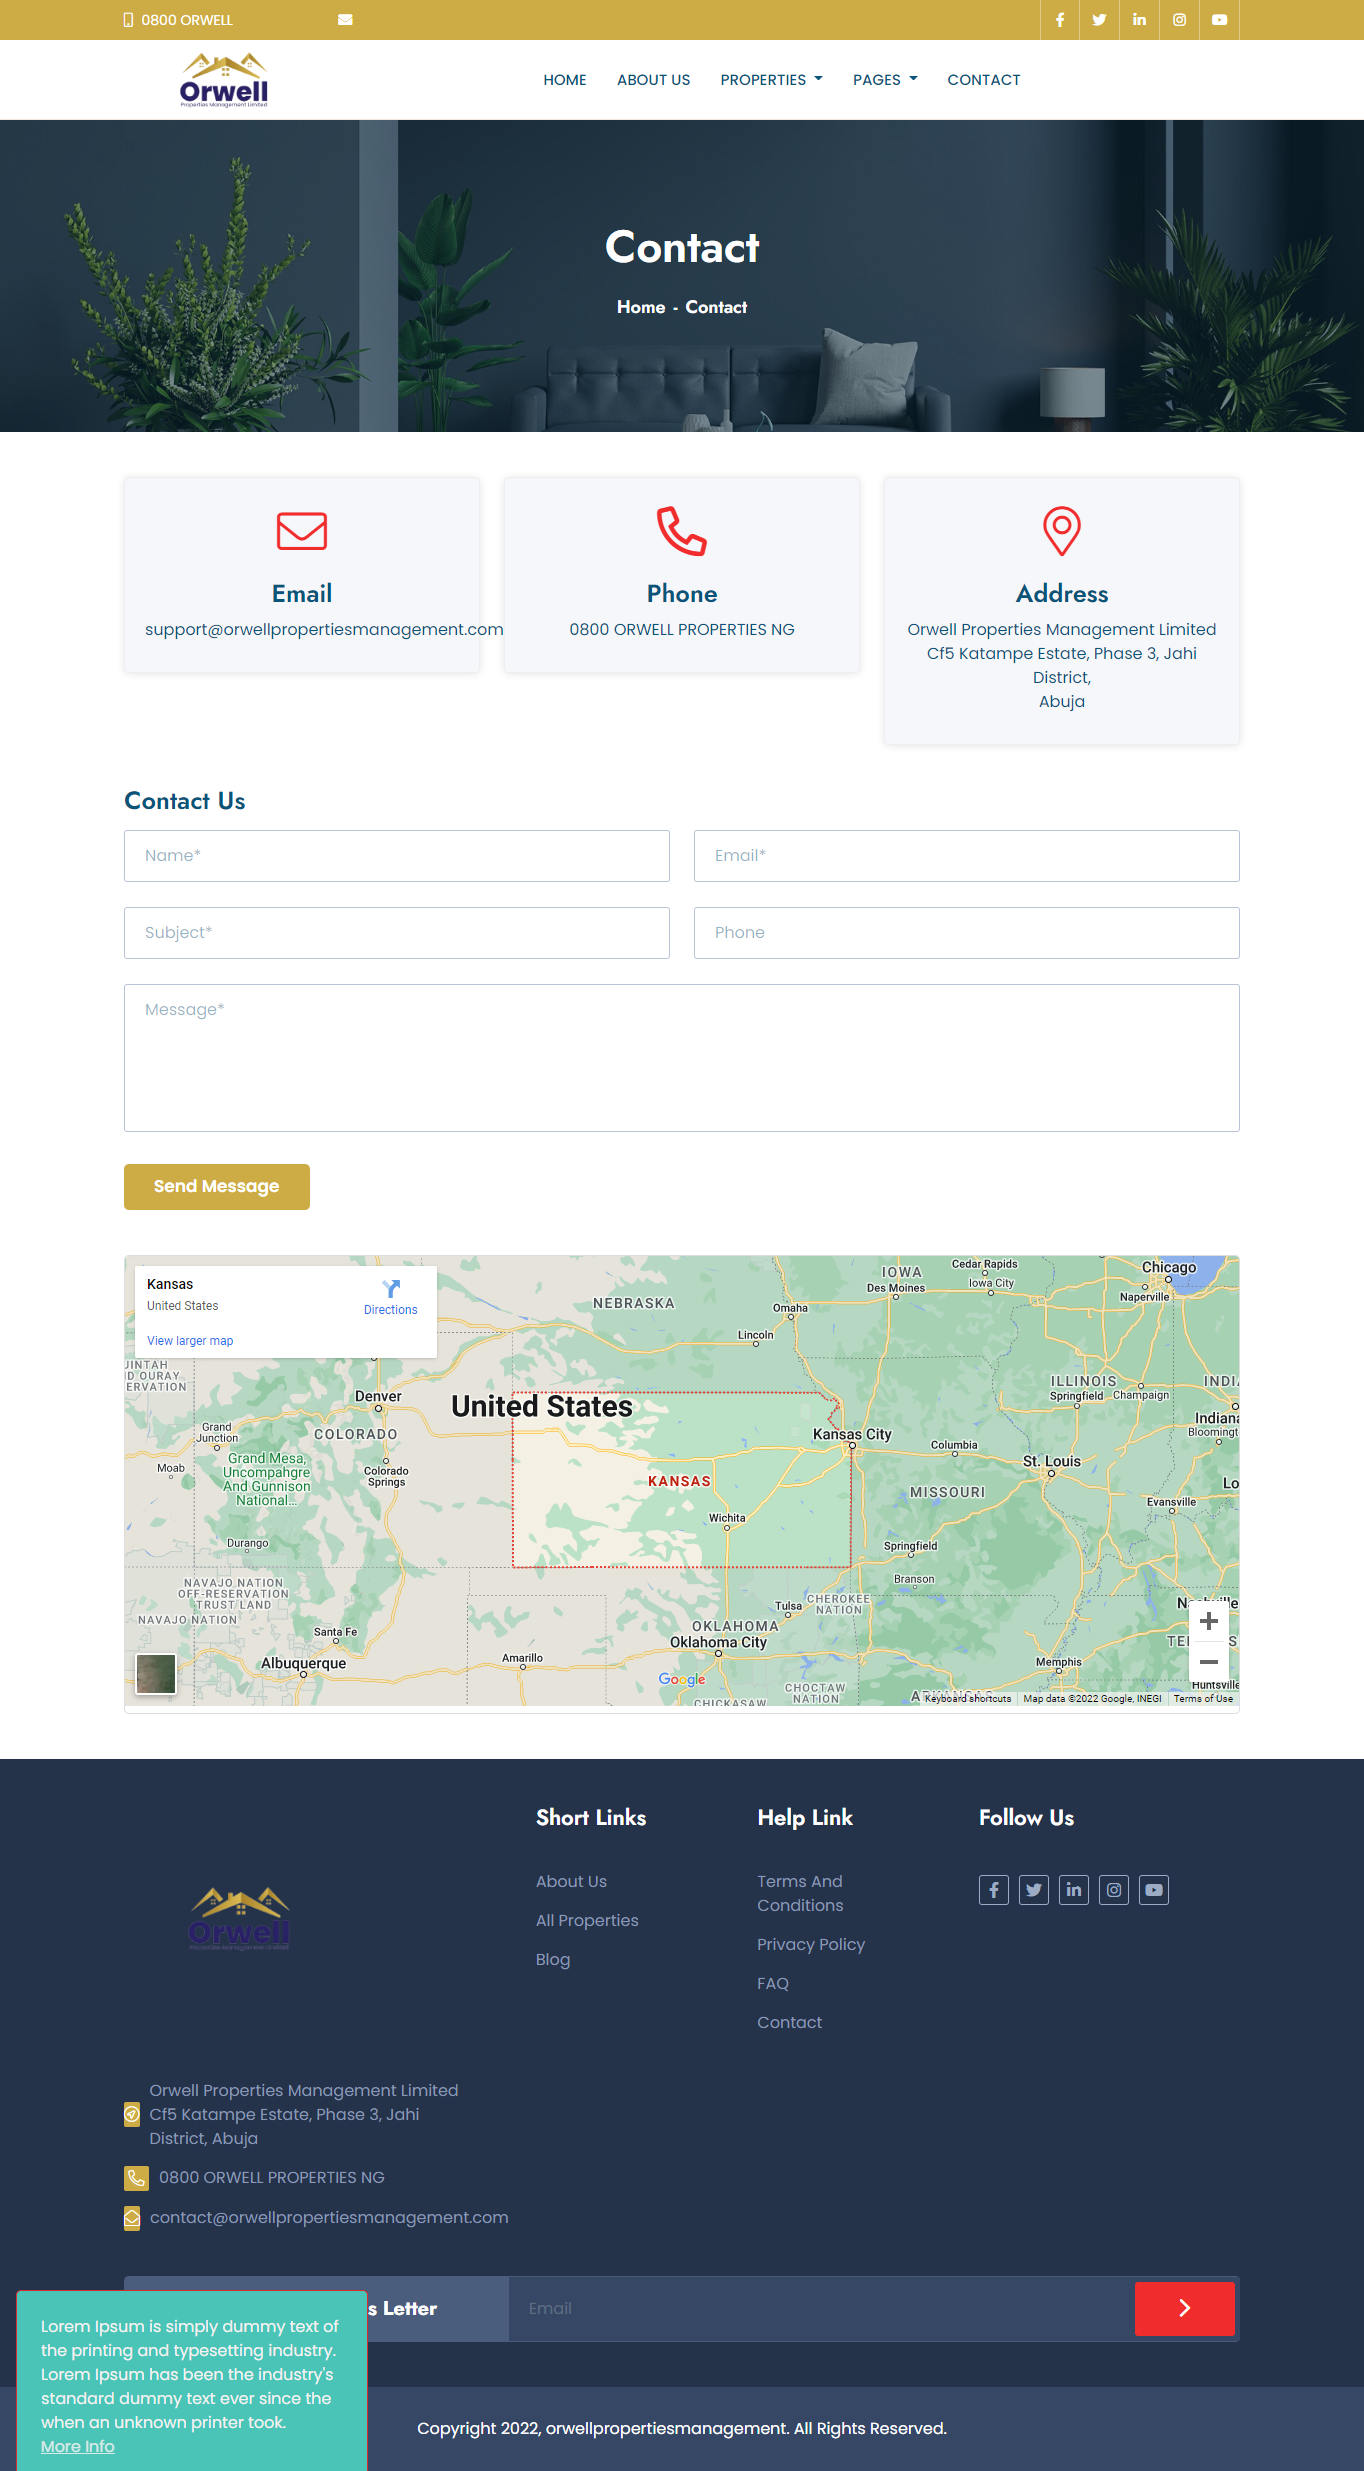 0800 ORWELL
Orwell
Properties Management Limited
HOME
ABOUT US
PROPERTIES
PAGES
CONTACT
Contact
Home - Contact
Email
support@orwellpropertiesmanagement.com
Phone
0800 ORWELL PROPERTIES NG
Address
Orwell Properties Management Limited
Cf5 Katampe Estate, Phase 3, Jahi
District,
Abuja
Contact Us
Name*
Email*
Subject*
Phone
Message*
Send Message
Kansas
United States
View larger map
Directions
NEBRASKA
IOWA
Cedar Rapids
Iowa City
Des Moines
Omaha
Lincoln
Chicago
Naperville
UINTAH
D OURAY
ERVATION
Denver
United States
ILLINOIS
Springfield
Champaign
INDI
Indiana
Bloomingt
Grand
Junction
COLORADO
Kansas City
Columbia
St. Louis
Moab
Grand Mesa,
Uncompahgre
And Gunnison
National...
Colorado
Springs
KANSAS
MISSOURI
Lo
Evansville
Wichita
Durango
Springfield
Branson
NAVAJO NATION
OFF-RESERVATION
TRUST LAND
NAVAJO NATION
Tulsa
CHEROKEE
NATION
Santa Fe
OKLAHOMA
Oklahoma City
Albuquerque
Amarillo
Memphis
Huntsville
Google
CHOCTAW
NATION
CHICKASAW
Keyboard shortcuts
Map data ©2022 Google, INEGI
Terms of Use
Orwell
Properties Management Limited
Short Links
About Us
All Properties
Blog
Help Link
Terms And
Conditions
Privacy Policy
FAQ
Contact
Follow Us
Orwell Properties Management Limited
Cf5 Katampe Estate, Phase 3, Jahi
District, Abuja
0800 ORWELL PROPERTIES NG
contact@orwellpropertiesmanagement.com
s Letter
Email
Lorem Ipsum is simply dummy text of
the printing and typesetting industry.
Lorem Ipsum has been the industry's
standard dummy text ever since the
when an unknown printer took.
More Info
Copyright 2022, orwellpropertiesmanagement. All Rights Reserved.